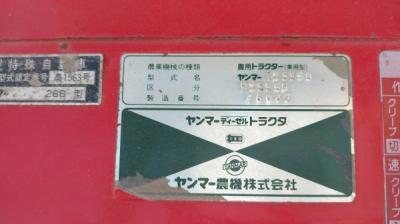 特殊自
車
型式認定番号 農1563号
26B 型
農業機械の種類 農用トラクター(乗用型)
型式名 ヤンマー
区分
製造番号
ヤンマーディーゼルトラクタ
YANMAR
ヤンマー農機株式会社
作
クリープ
切
速
クリープ